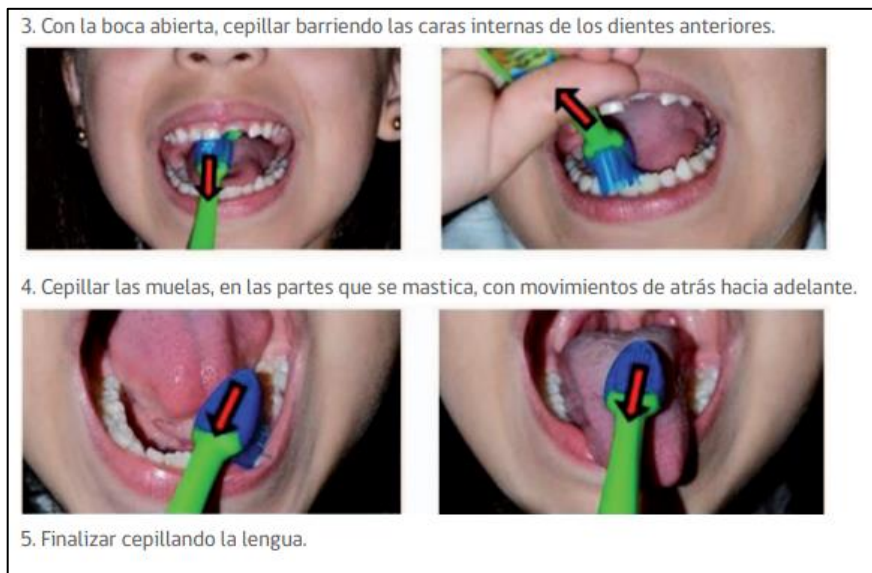 3. Con la boca abierta, cepillar barriendo las caras internas de los dientes anteriores.
4. Cepillar las muelas, en las partes que se mastica, con movimientos de atrás hacia adelante.
5. Finalizar cepillando la lengua.